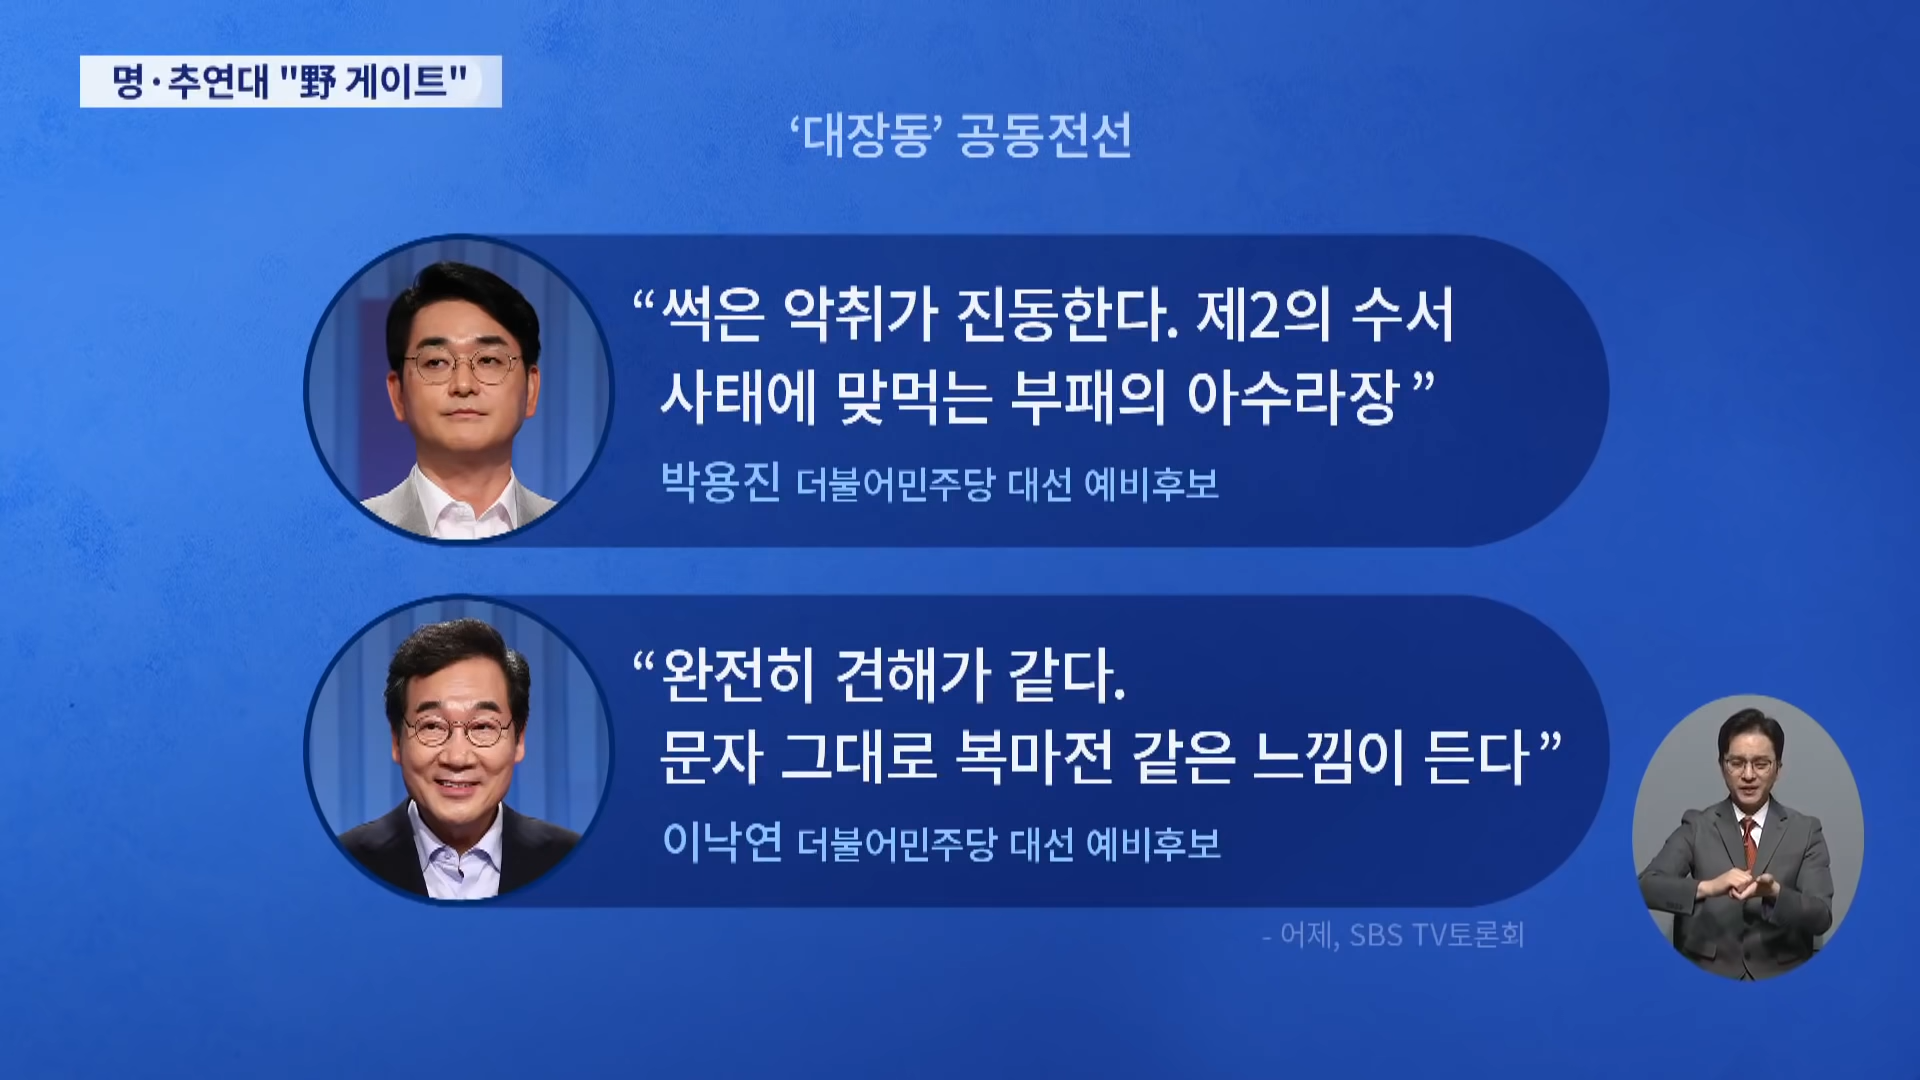 명·추연대 "野 게이트"
‘대장동’ 공동전선
“썩은 악취가 진동한다. 제2의 수서
사태에 맞먹는 부패의 아수라장”
박용진 더불어민주당 대선 예비후보
“완전히 견해가 같다.
문자 그대로 복마전 같은 느낌이 든다”
이낙연 더불어민주당 대선 예비후보
- 어제, SBS TV토론회